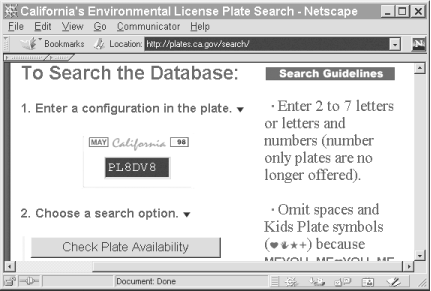 California's Environmental License Plate Search - Netscape
File Edit View Go Communicator Help
Bookmarks Location: http://plates.ca.gov/search/
To Search the Database:
1. Enter a configuration in the plate.
MAY California 98
PL8DV8
2. Choose a search option.
Check Plate Availability
Search Guidelines
· Enter 2 to 7 letters
or letters and
numbers (number
only plates are no
longer offered).
· Omit spaces and
Kids Plate symbols
(♥ ★+) because
Document: Done